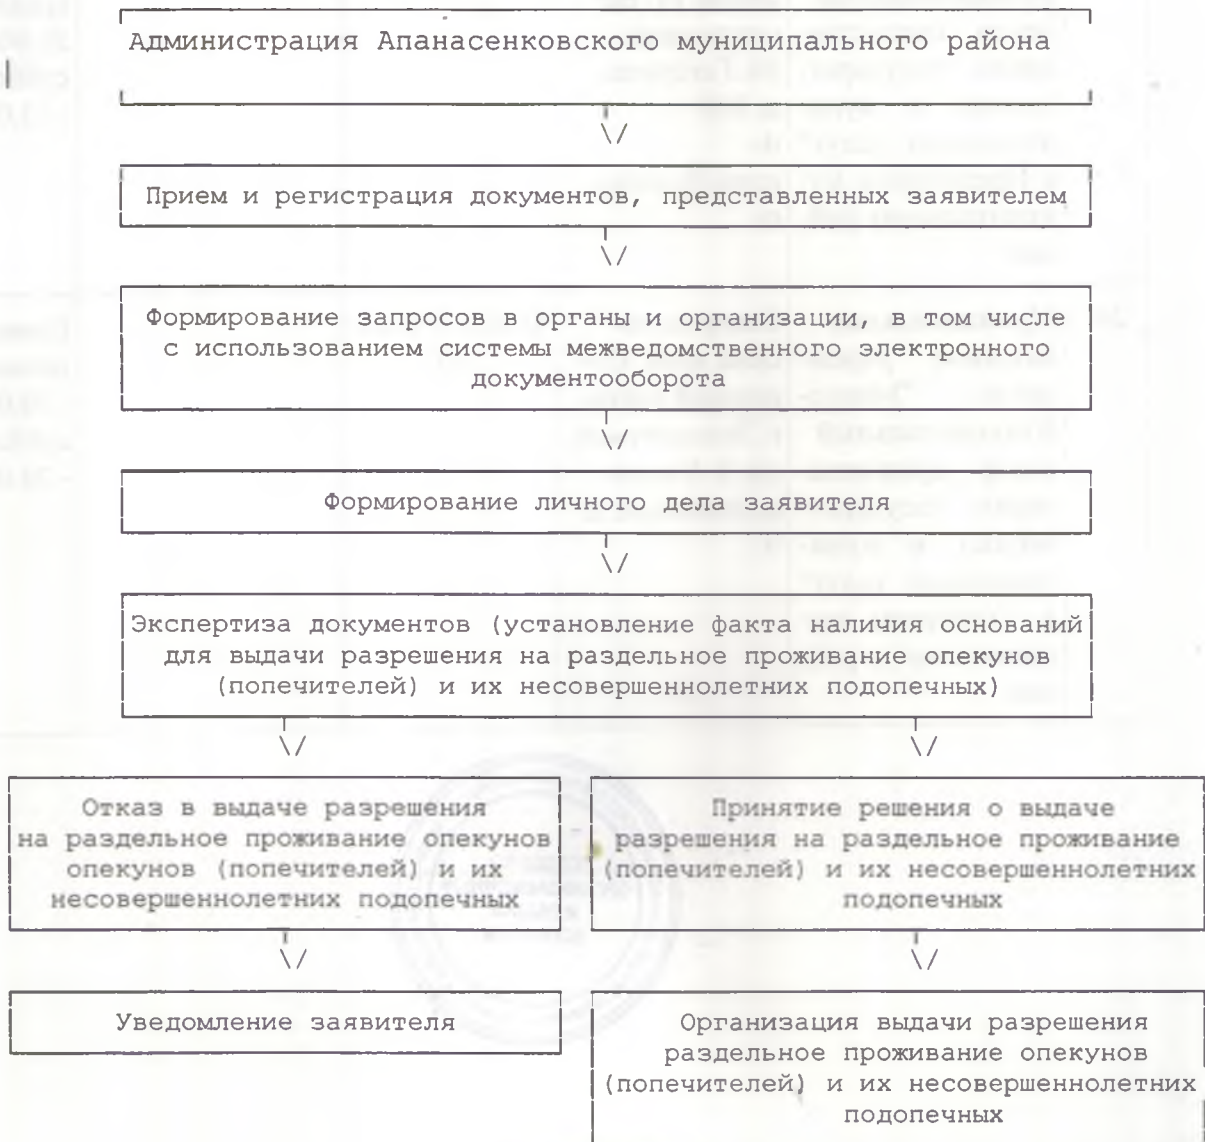 Администрация Апанасенковского муниципального района
\/
Прием и регистрация документов, представленных заявителем
\/
Формирование запросов в органы и организации, в том числе
с использованием системы межведомственного электронного
документооборота
\/
Формирование личного дела заявителя
\/
Экспертиза документов (установление факта наличия оснований
для выдачи разрешения на раздельное проживание опекунов
(попечителей) и их несовершеннолетних подопечных)
\/
\/
Отказ в выдаче разрешения
на раздельное проживание опекунов
опекунов (попечителей) и их
несовершеннолетних подопечных
\/
Уведомление заявителя
Принятие решения о выдаче
разрешения на раздельное проживание
(попечителей) и их несовершеннолетних
подопечных
\/
Организация выдачи разрешения
раздельное проживание опекунов
(попечителей) и их несовершеннолетних
подопечных